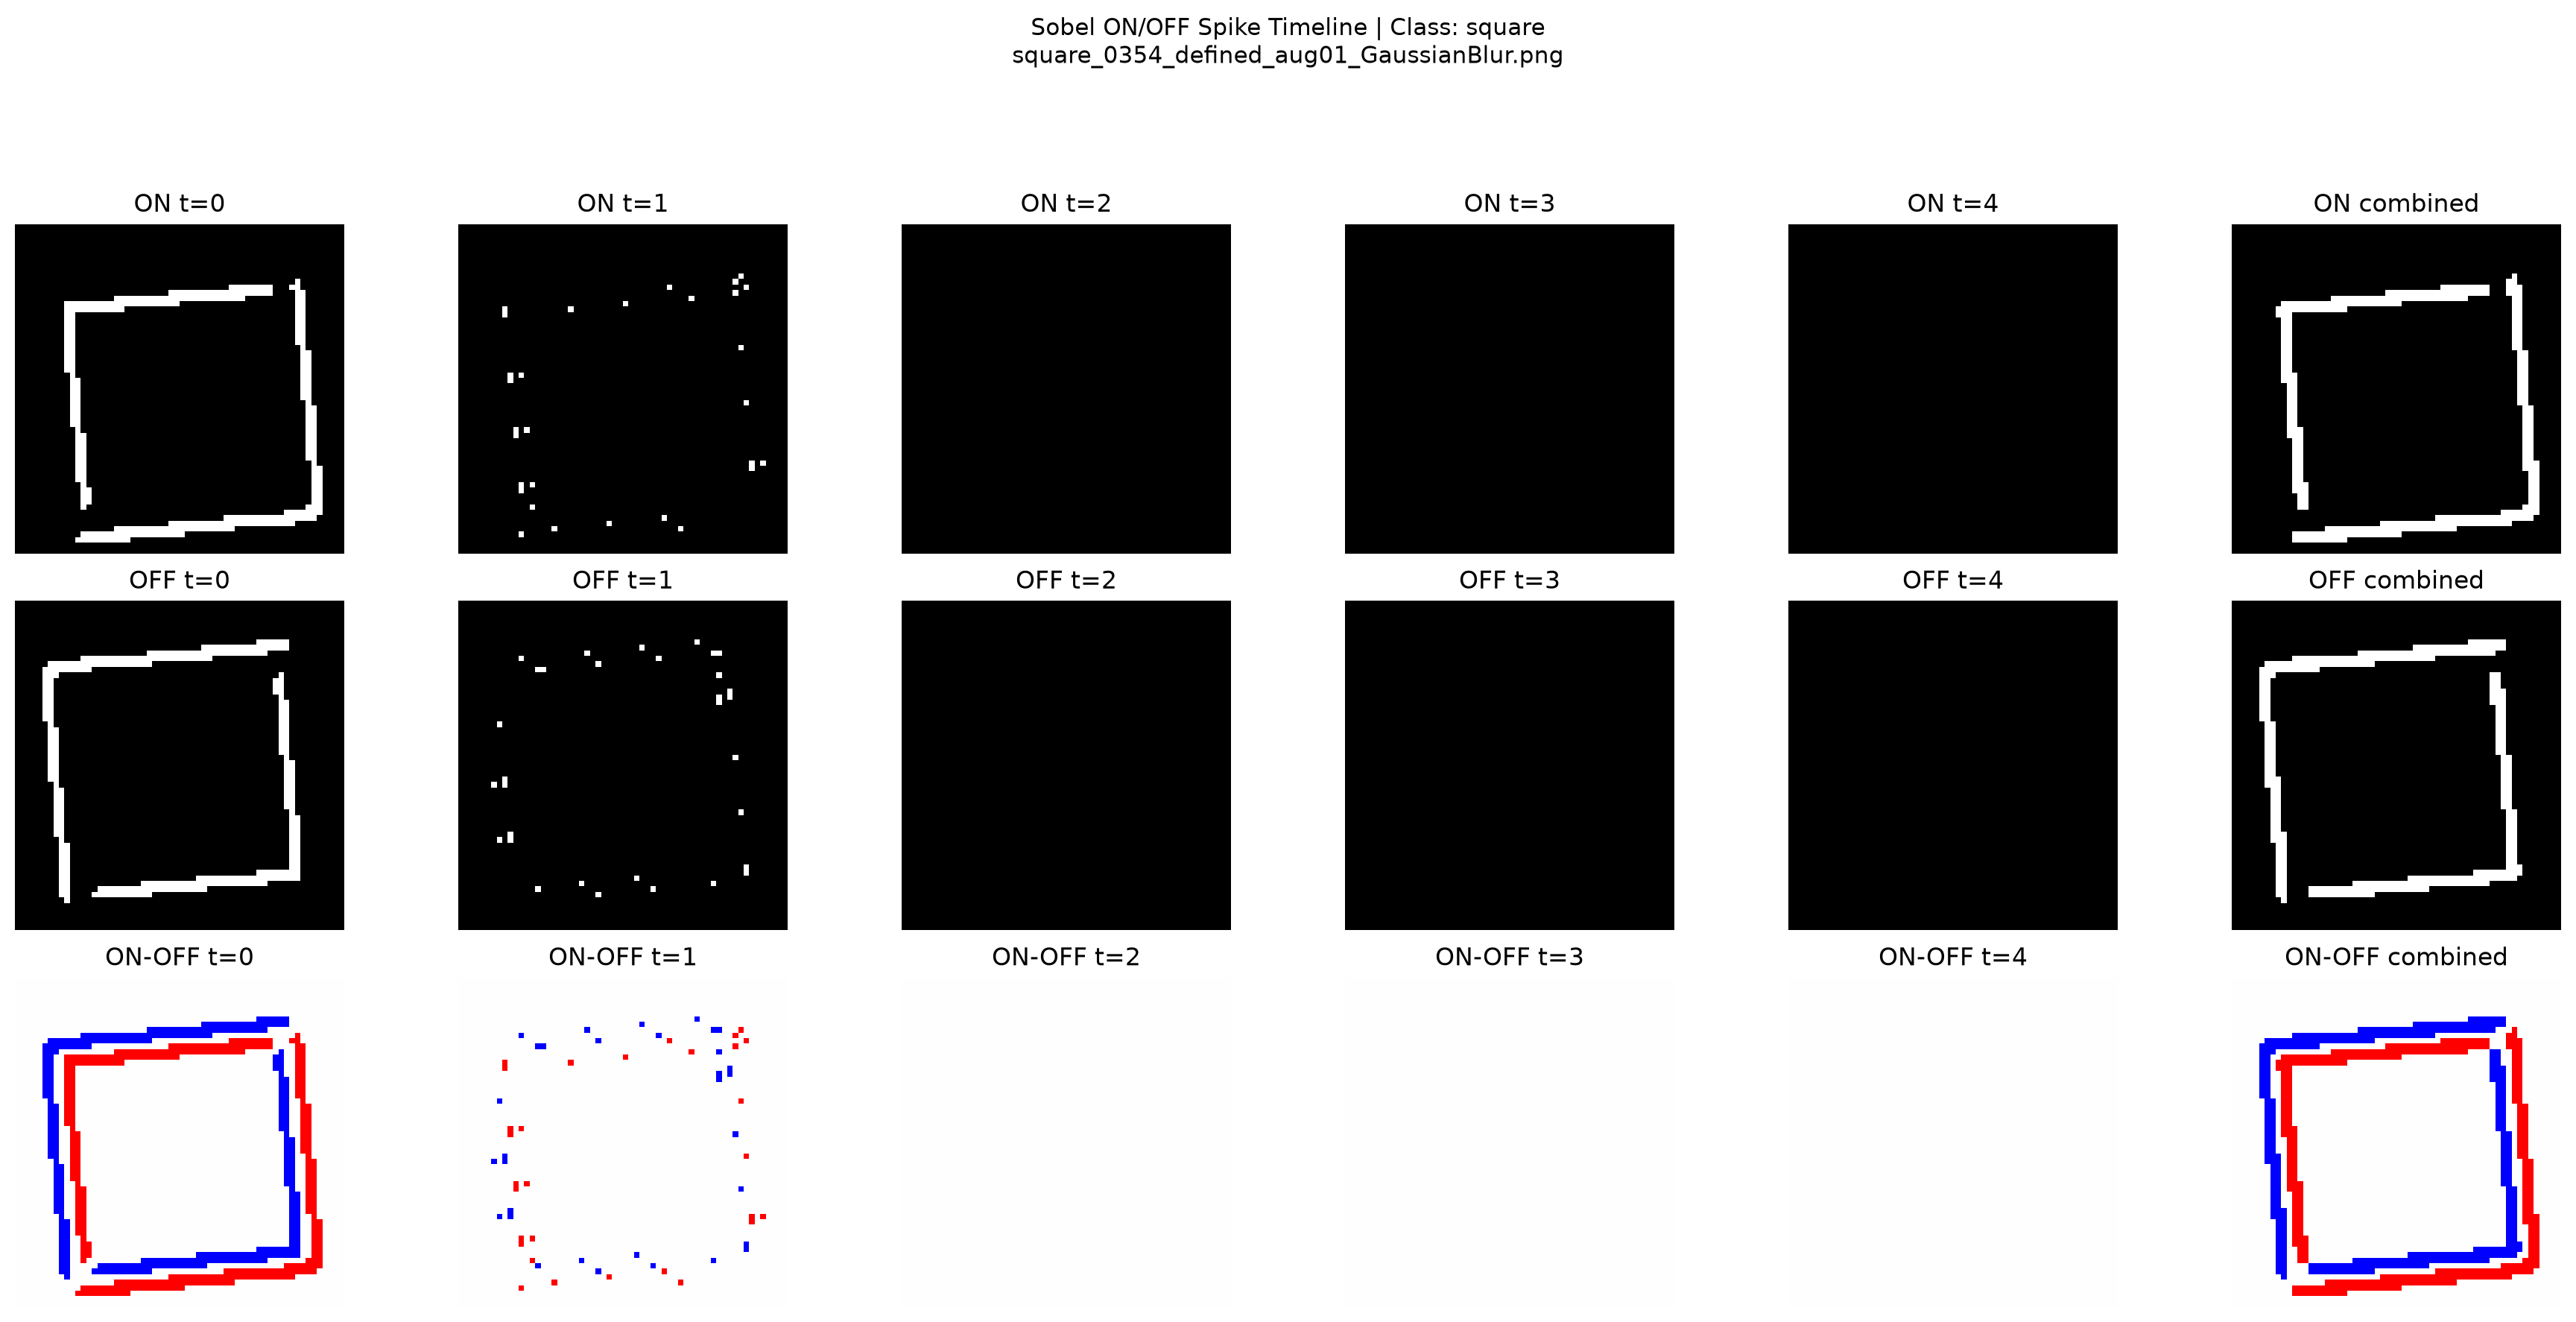 Sobel ON/OFF Spike Timeline | Class: square
square_0354_defined_aug01_GaussianBlur.png
ON t=0
ON t=1
ON t=2
ON t=3
ON t=4
ON combined
OFF t=0
OFF t=1
OFF t=2
OFF t=3
OFF t=4
OFF combined
ON-OFF t=0
ON-OFF t=1
ON-OFF t=2
ON-OFF t=3
ON-OFF t=4
ON-OFF combined